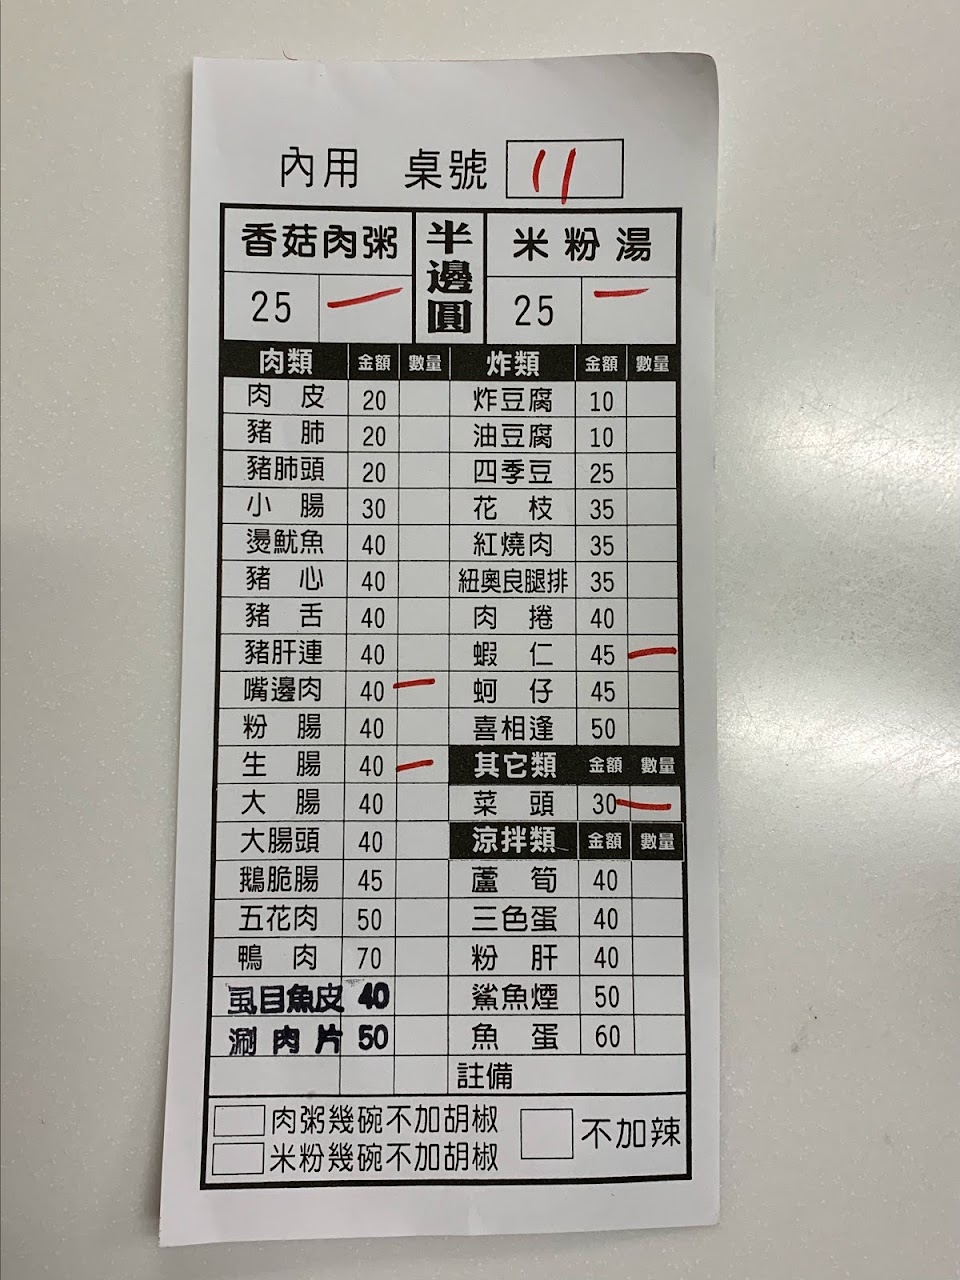 內用 桌號 11
香菇肉粥 半邊圓 米粉湯
25 一 25 一
肉類 金額 數量 炸類 金額 數量
肉皮 20 炸豆腐 10
豬肺 20 油豆腐 10
豬肺頭 20 四季豆 25
小腸 30 花枝 35
燙魷魚 40 紅燒肉 35
豬心 40 紐奧良腿排 35
豬舌 40 肉捲 40
豬肝連 40 蝦仁 45 一
嘴邊肉 40 一 蚵仔 45
粉腸 40 喜相逢 50
生腸 40 一 其它類 金額 數量
大腸 40 菜頭 30 一
大腸頭 40 涼拌類 金額 數量
鵝脆腸 45 蘆筍 40
五花肉 50 三色蛋 40
鴨肉 70 粉肝 40
虱目魚皮 40 鯊魚煙 50
涮肉片 50 魚蛋 60
註備
肉粥幾碗不加胡椒 不加辣
米粉幾碗不加胡椒